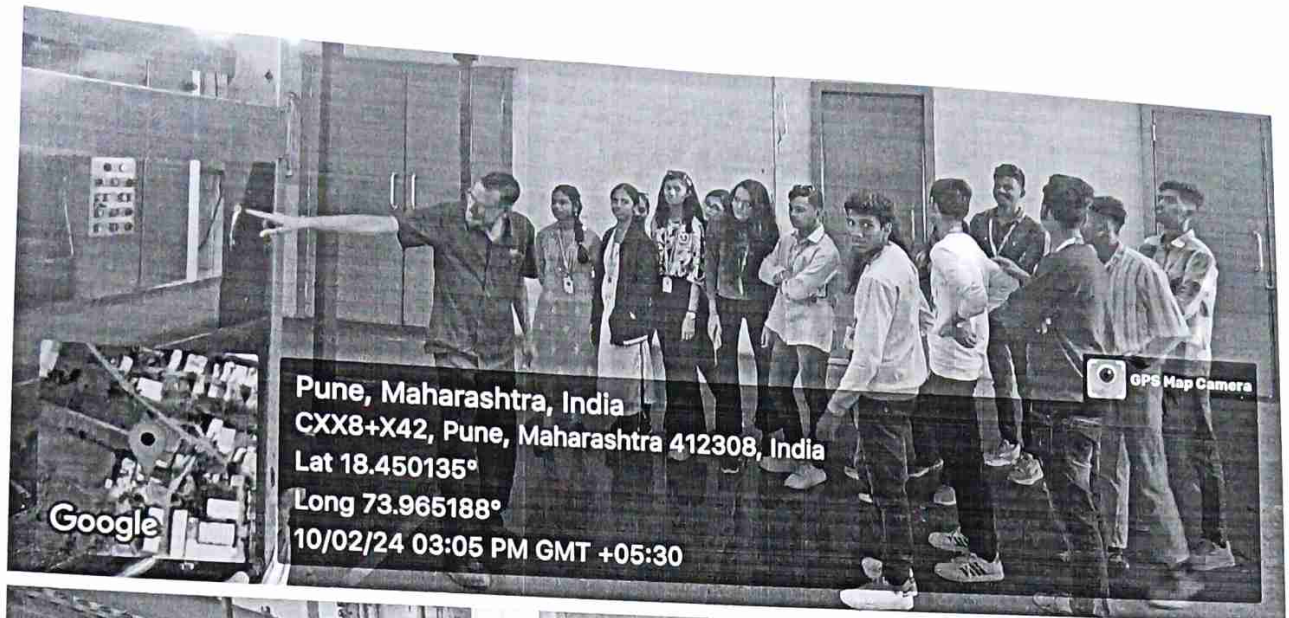 Pune, Maharashtra, India
CXX8+X42, Pune, Maharashtra 412308, India
Lat 18.450135°
Long 73.965188°
10/02/24 03:05 PM GMT +05:30
GPS Map Camera
Google